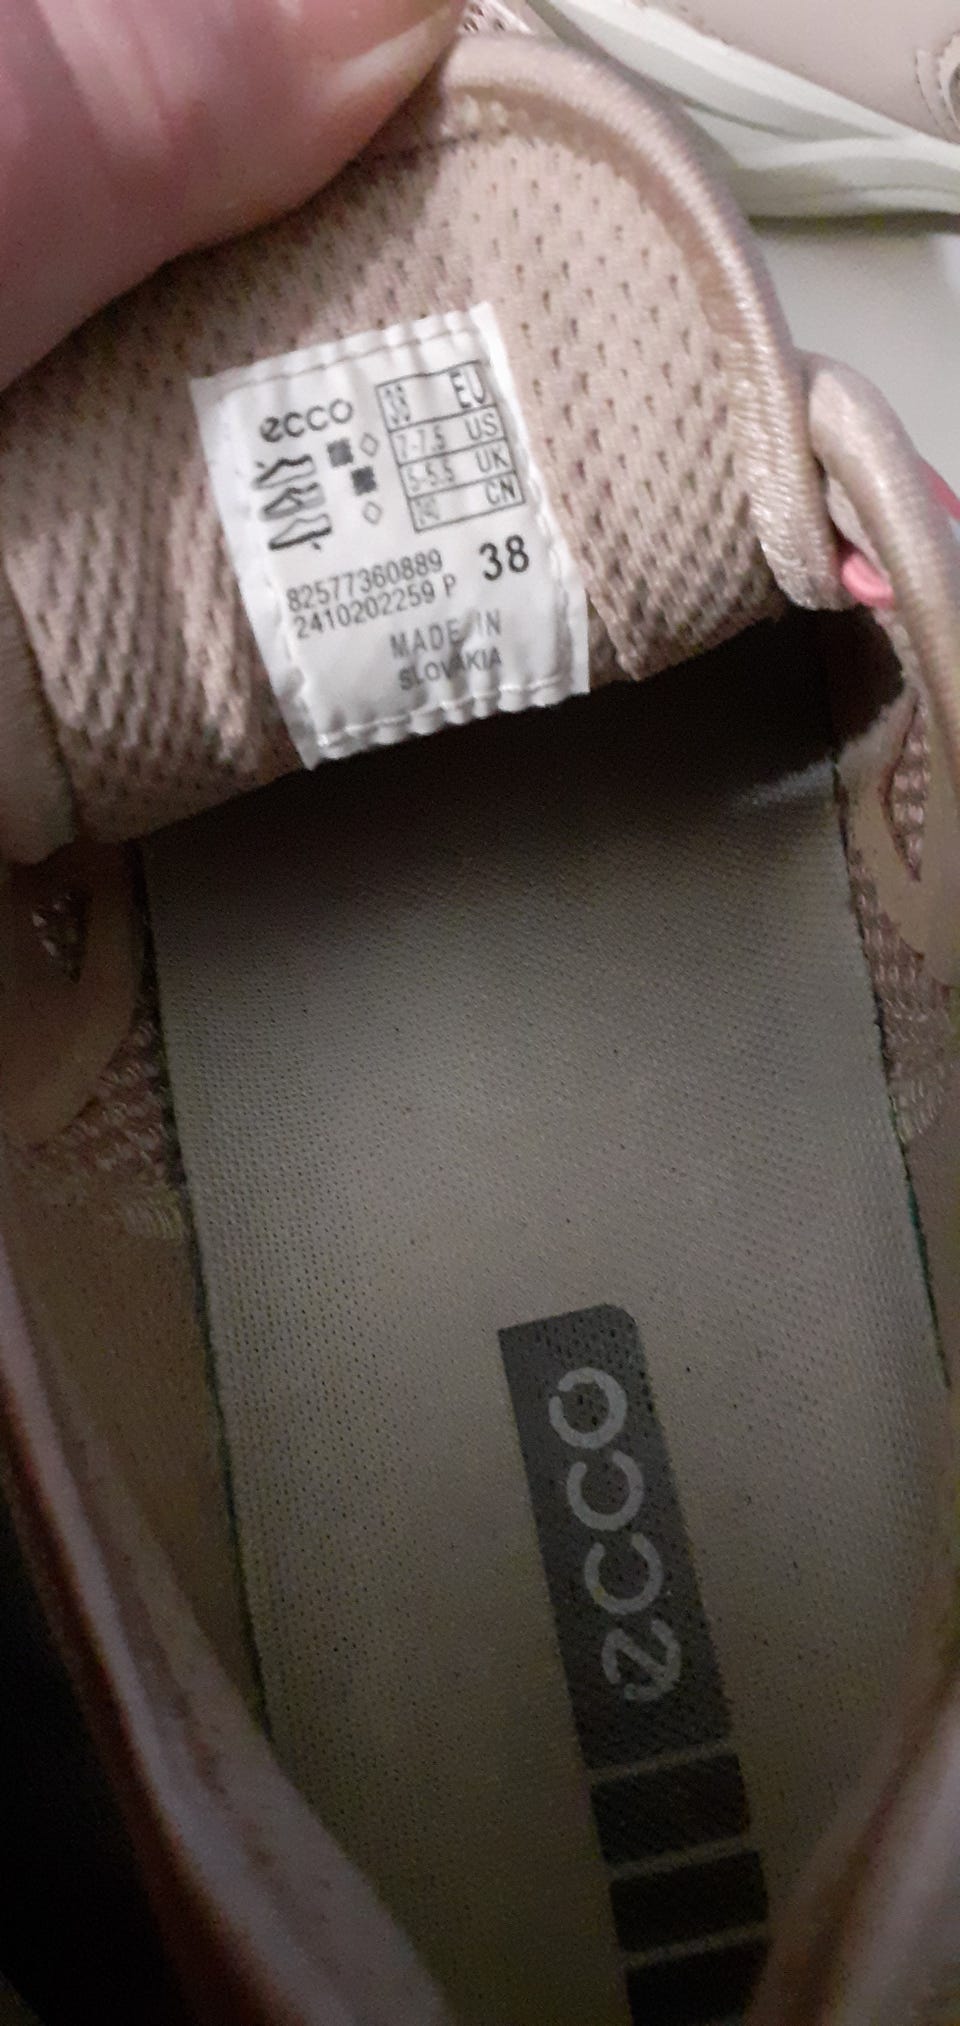 ecco
38 EU
7-7.5 US
5-5.5 UK
240 CN
82577360889 38
2410202259 P
MADE IN
SLOVAKIA
ecco